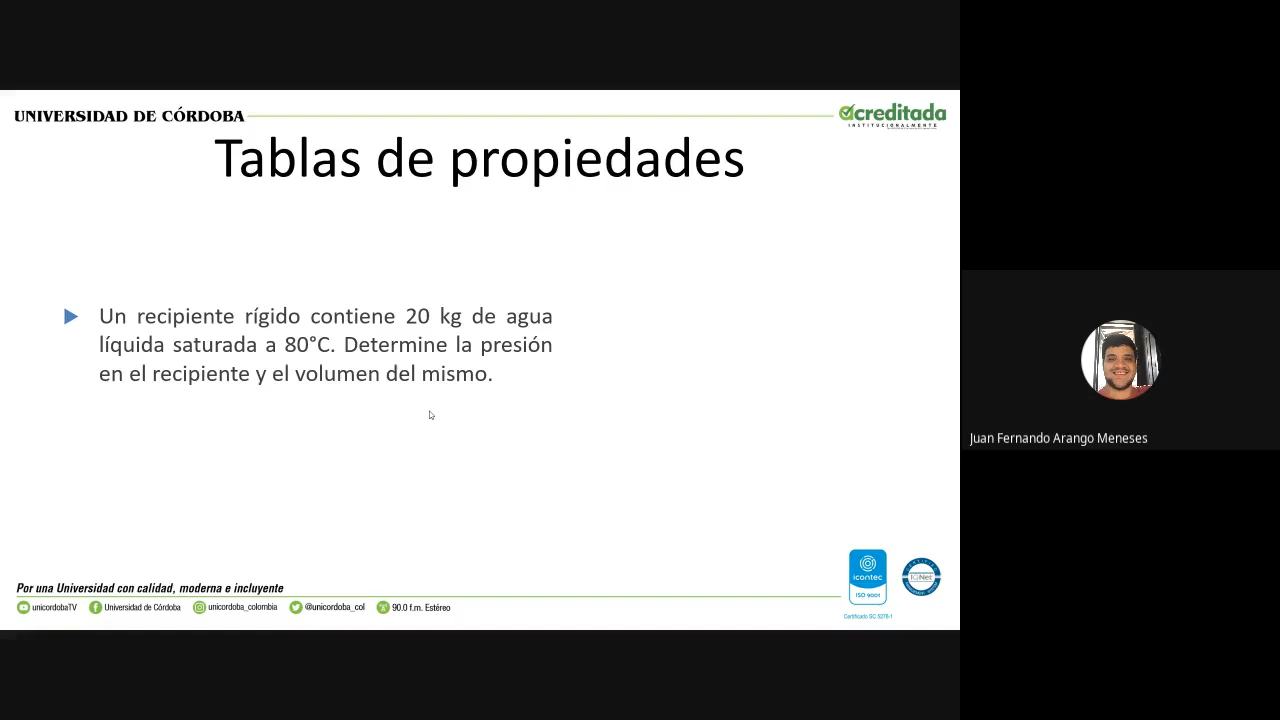 UNIVERSIDAD DE CÓRDOBA
Acreditada
INSTITUCIONALMENTE
Tablas de propiedades
Un recipiente rígido contiene 20 kg de agua
líquida saturada a 80°C. Determine la presión
en el recipiente y el volumen del mismo.
Juan Fernando Arango Meneses
icontec
ISO 9001
IQNet
Certificado SC 5278-1
Por una Universidad con calidad, moderna e incluyente
unicordobaTV Universidad de Córdoba unicordoba_colombia @unicordoba_col 90.0 f.m. Estéreo